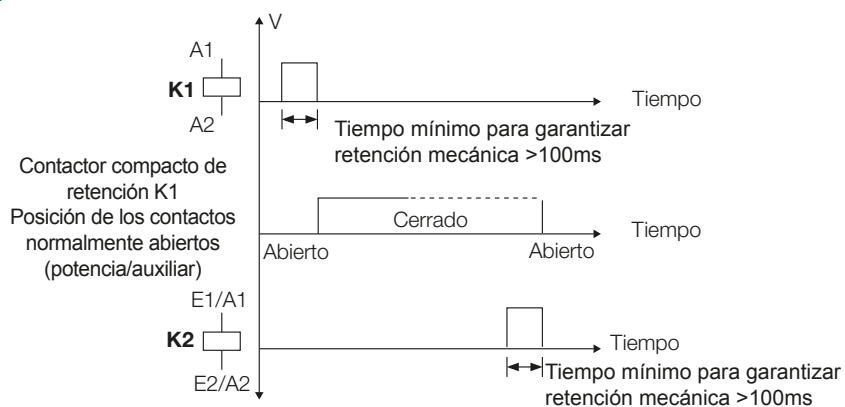 V
A1
K1
A2
Tiempo
Tiempo mínimo para garantizar
retención mecánica >100ms
Contactor compacto de
retención K1
Posición de los contactos
normalmente abiertos
(potencia/auxiliar)
Cerrado
Tiempo
Abierto
Abierto
E1/A1
K2
E2/A2
Tiempo
Tiempo mínimo para garantizar
retención mecánica >100ms